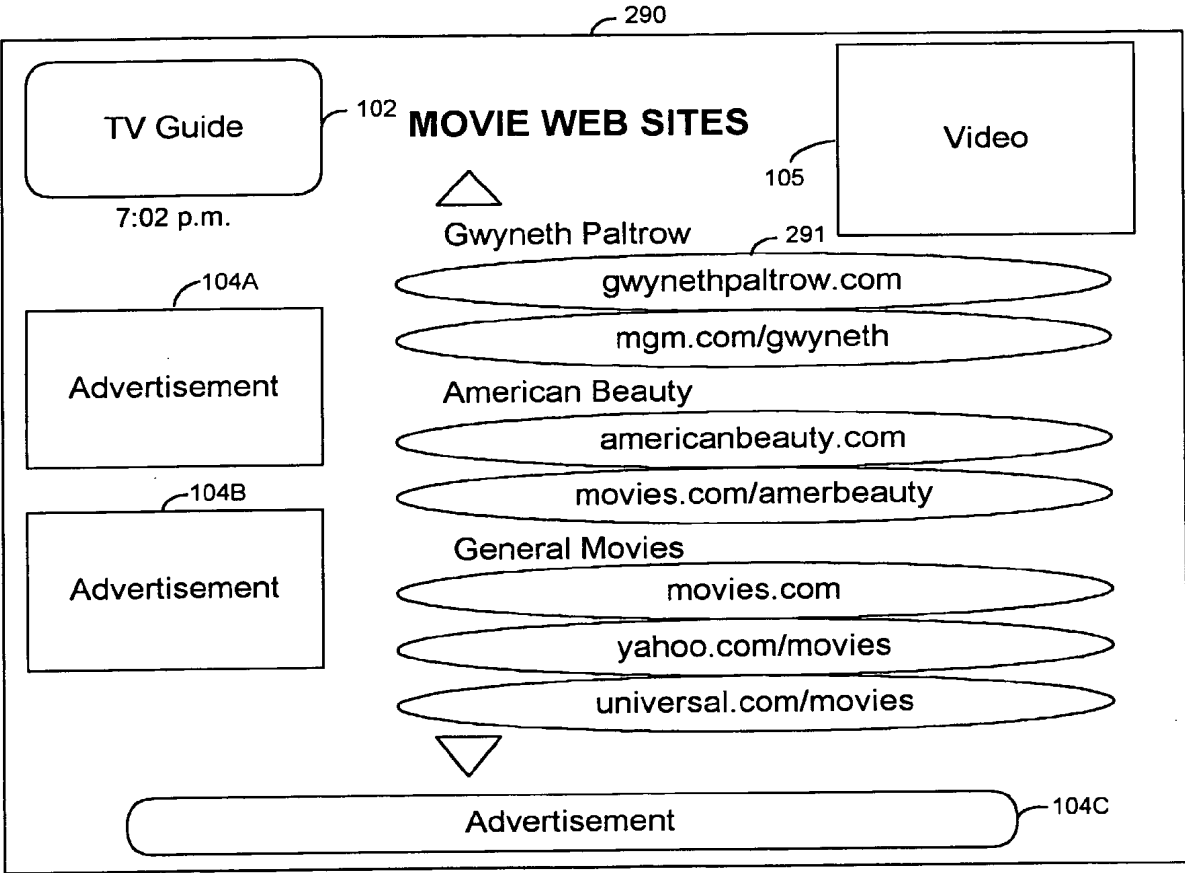 290
TV Guide
102
MOVIE WEB SITES
Video
105
7:02 p.m.
Gwyneth Paltrow
291
gwynethpaltrow.com
mgm.com/gwyneth
104A
Advertisement
American Beauty
americanbeauty.com
movies.com/amerbeauty
104B
Advertisement
General Movies
movies.com
yahoo.com/movies
universal.com/movies
Advertisement
104C